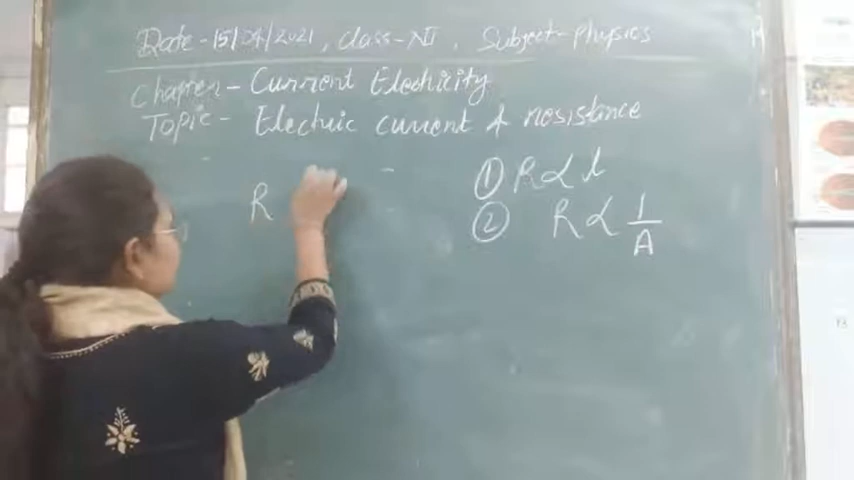 Date - 15/04/2021, class - XII, Subject - Physics
Chapter - Current Electricity
Topic - Electric current & resistance
① R ∝ l
② R ∝ 1/A
R